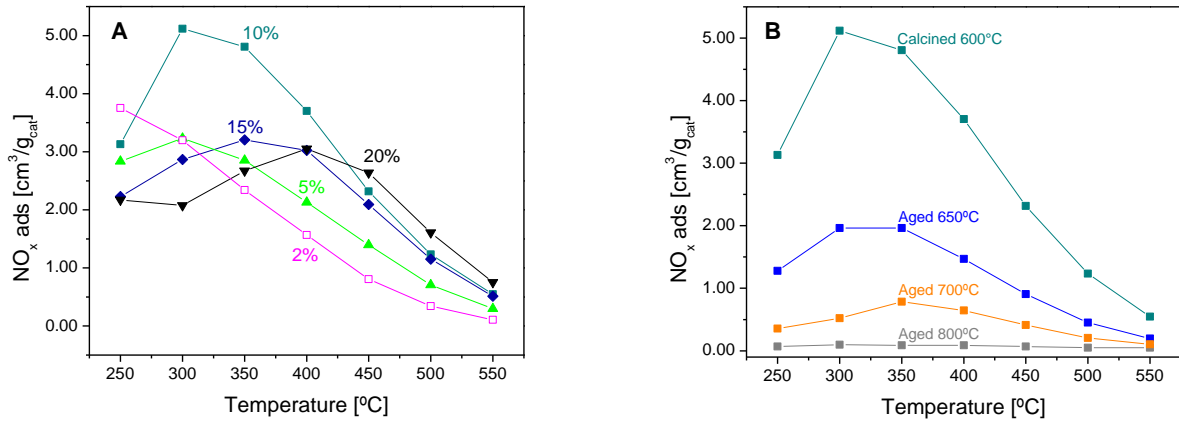 A
10%
15%
20%
5%
2%
NOx ads [cm3/gcat]
5.00
4.00
3.00
2.00
1.00
0.00
250 300 350 400 450 500 550
Temperature [ºC]
B
Calcined 600°C
Aged 650ºC
Aged 700ºC
Aged 800ºC
NOx ads [cm3/gcat]
5.00
4.00
3.00
2.00
1.00
0.00
250 300 350 400 450 500 550
Temperature [ºC]